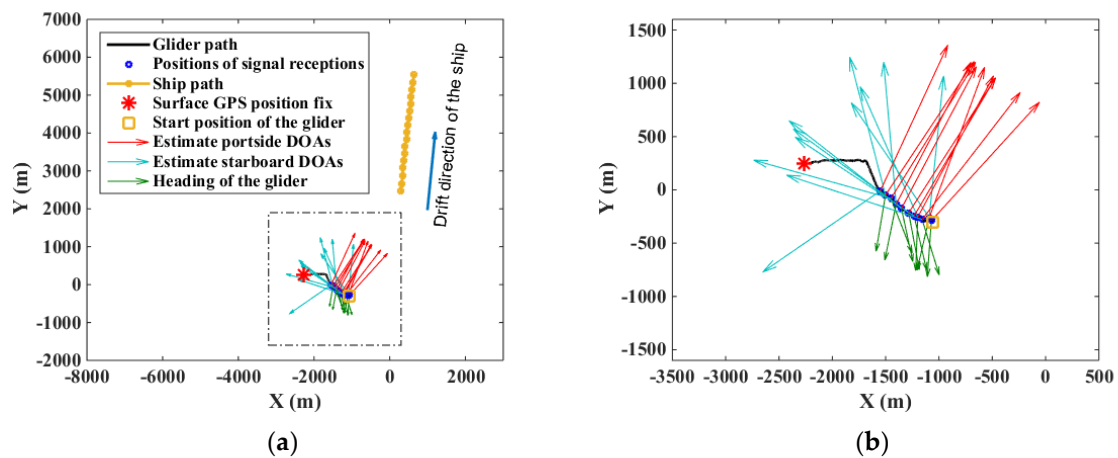 7000
6000
5000
4000
3000
2000
1000
0
-1000
-2000
Y (m)
Glider path
Positions of signal receptions
Ship path
Surface GPS position fix
Start position of the glider
Estimate portside DOAs
Estimate starboard DOAs
Heading of the glider
Drift direction of the ship
-8000 -6000 -4000 -2000 0 2000
X (m)
(a)
1500
1000
500
0
-500
-1000
-1500
Y (m)
-3500 -3000 -2500 -2000 -1500 -1000 -500 0 500
X (m)
(b)